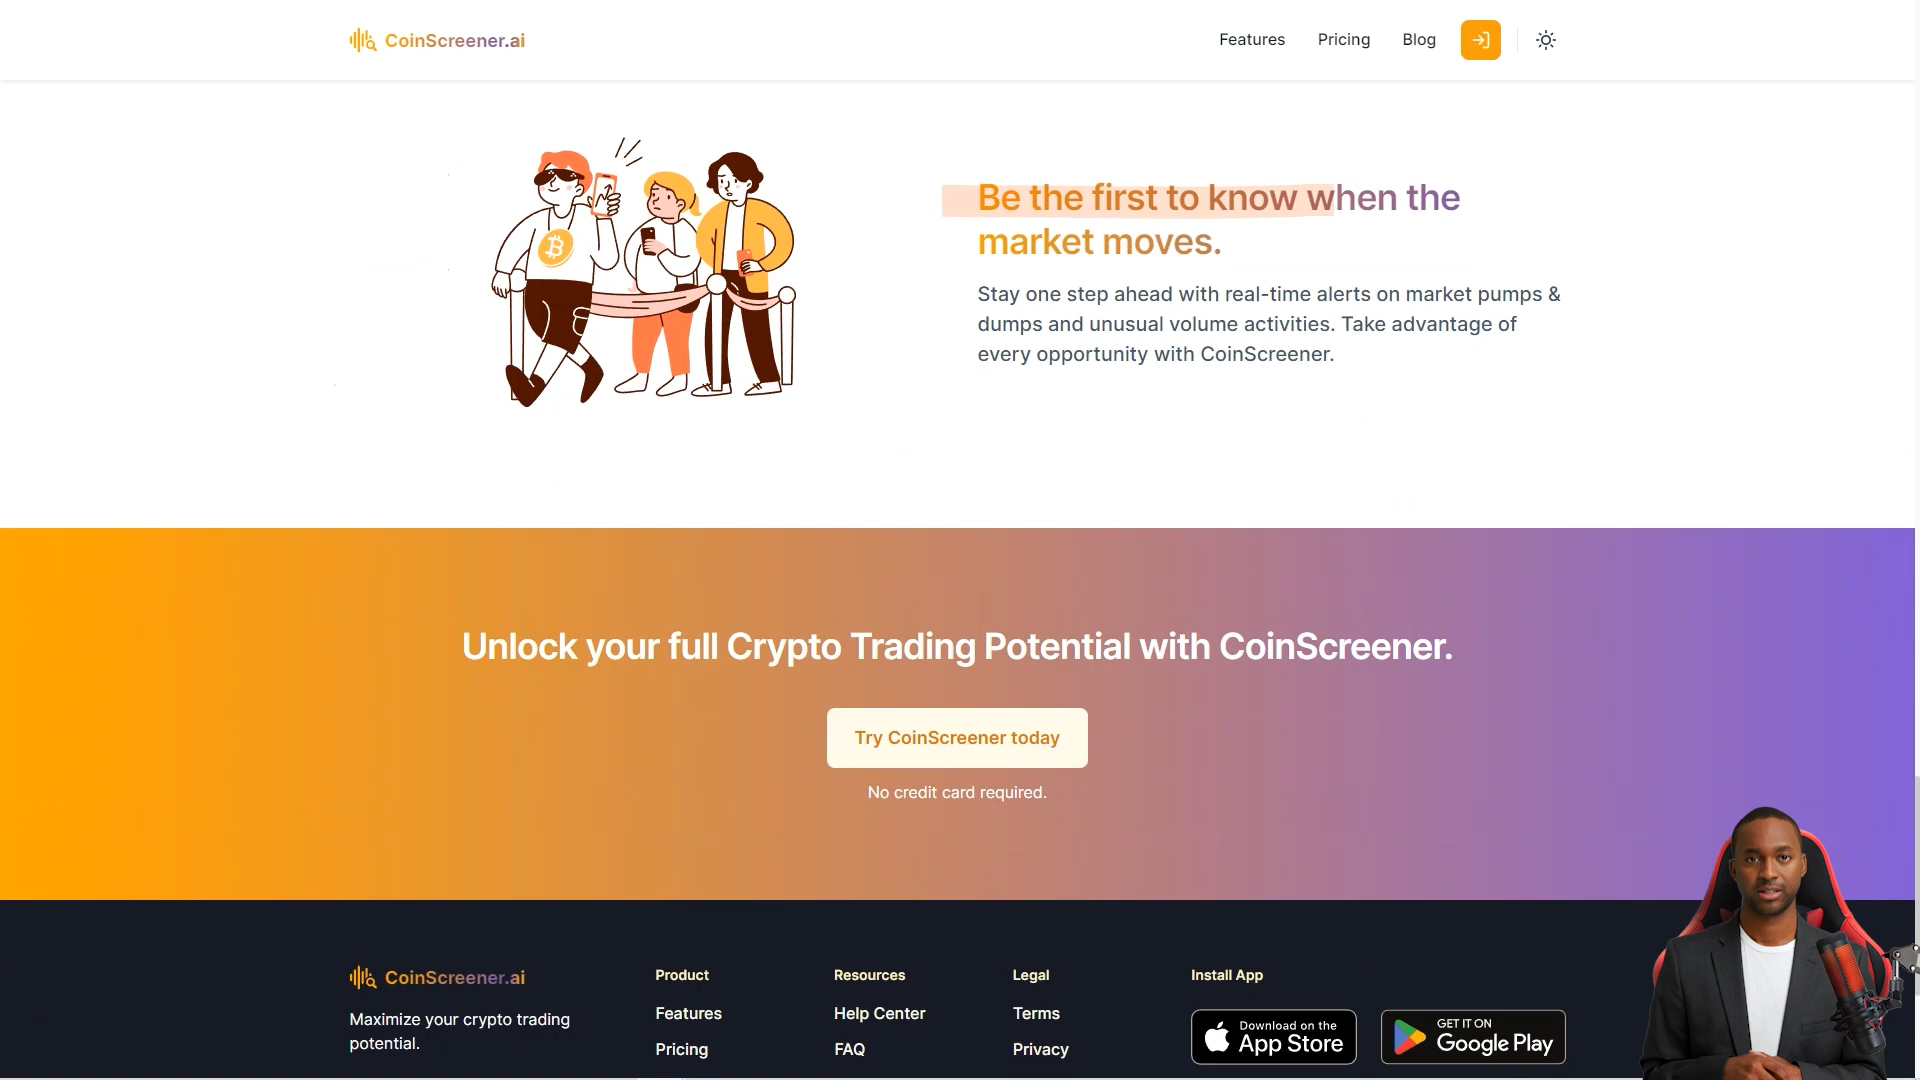 CoinScreener.ai
Features
Pricing
Blog
Be the first to know when the
market moves.
Stay one step ahead with real-time alerts on market pumps &
dumps and unusual volume activities. Take advantage of
every opportunity with CoinScreener.
Unlock your full Crypto Trading Potential with CoinScreener.
Try CoinScreener today
No credit card required.
CoinScreener.ai
Maximize your crypto trading
potential.
Product
Features
Pricing
Resources
Help Center
FAQ
Legal
Terms
Privacy
Install App
Download on the
App Store
GET IT ON
Google Play